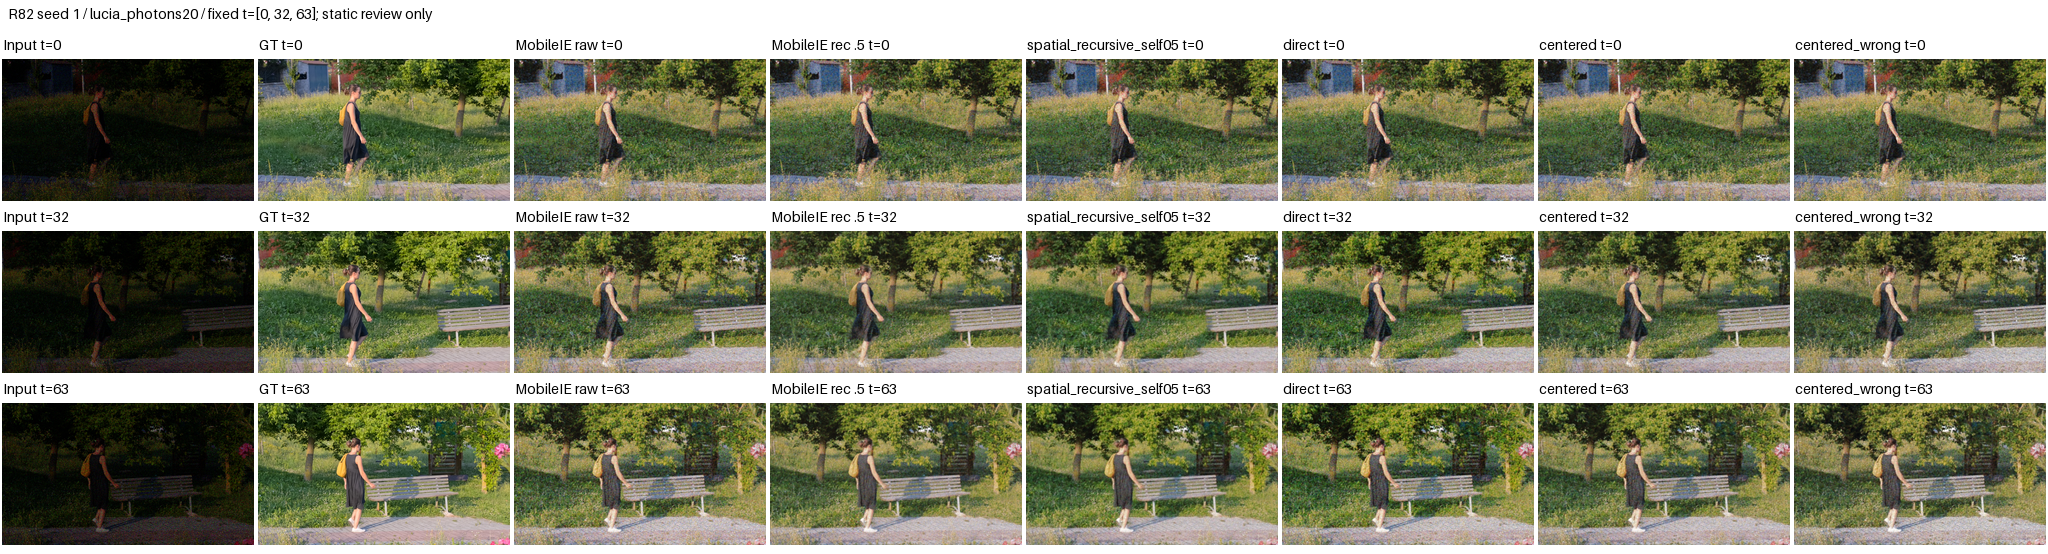 R82 seed 1 / lucia_photons20 / fixed t=[0, 32, 63]; static review only
Input t=0
GT t=0
MobileIE raw t=0
MobileIE rec .5 t=0
spatial_recursive_self05 t=0
direct t=0
centered t=0
centered_wrong t=0
Input t=32
GT t=32
MobileIE raw t=32
MobileIE rec .5 t=32
spatial_recursive_self05 t=32
direct t=32
centered t=32
centered_wrong t=32
Input t=63
GT t=63
MobileIE raw t=63
MobileIE rec .5 t=63
spatial_recursive_self05 t=63
direct t=63
centered t=63
centered_wrong t=63